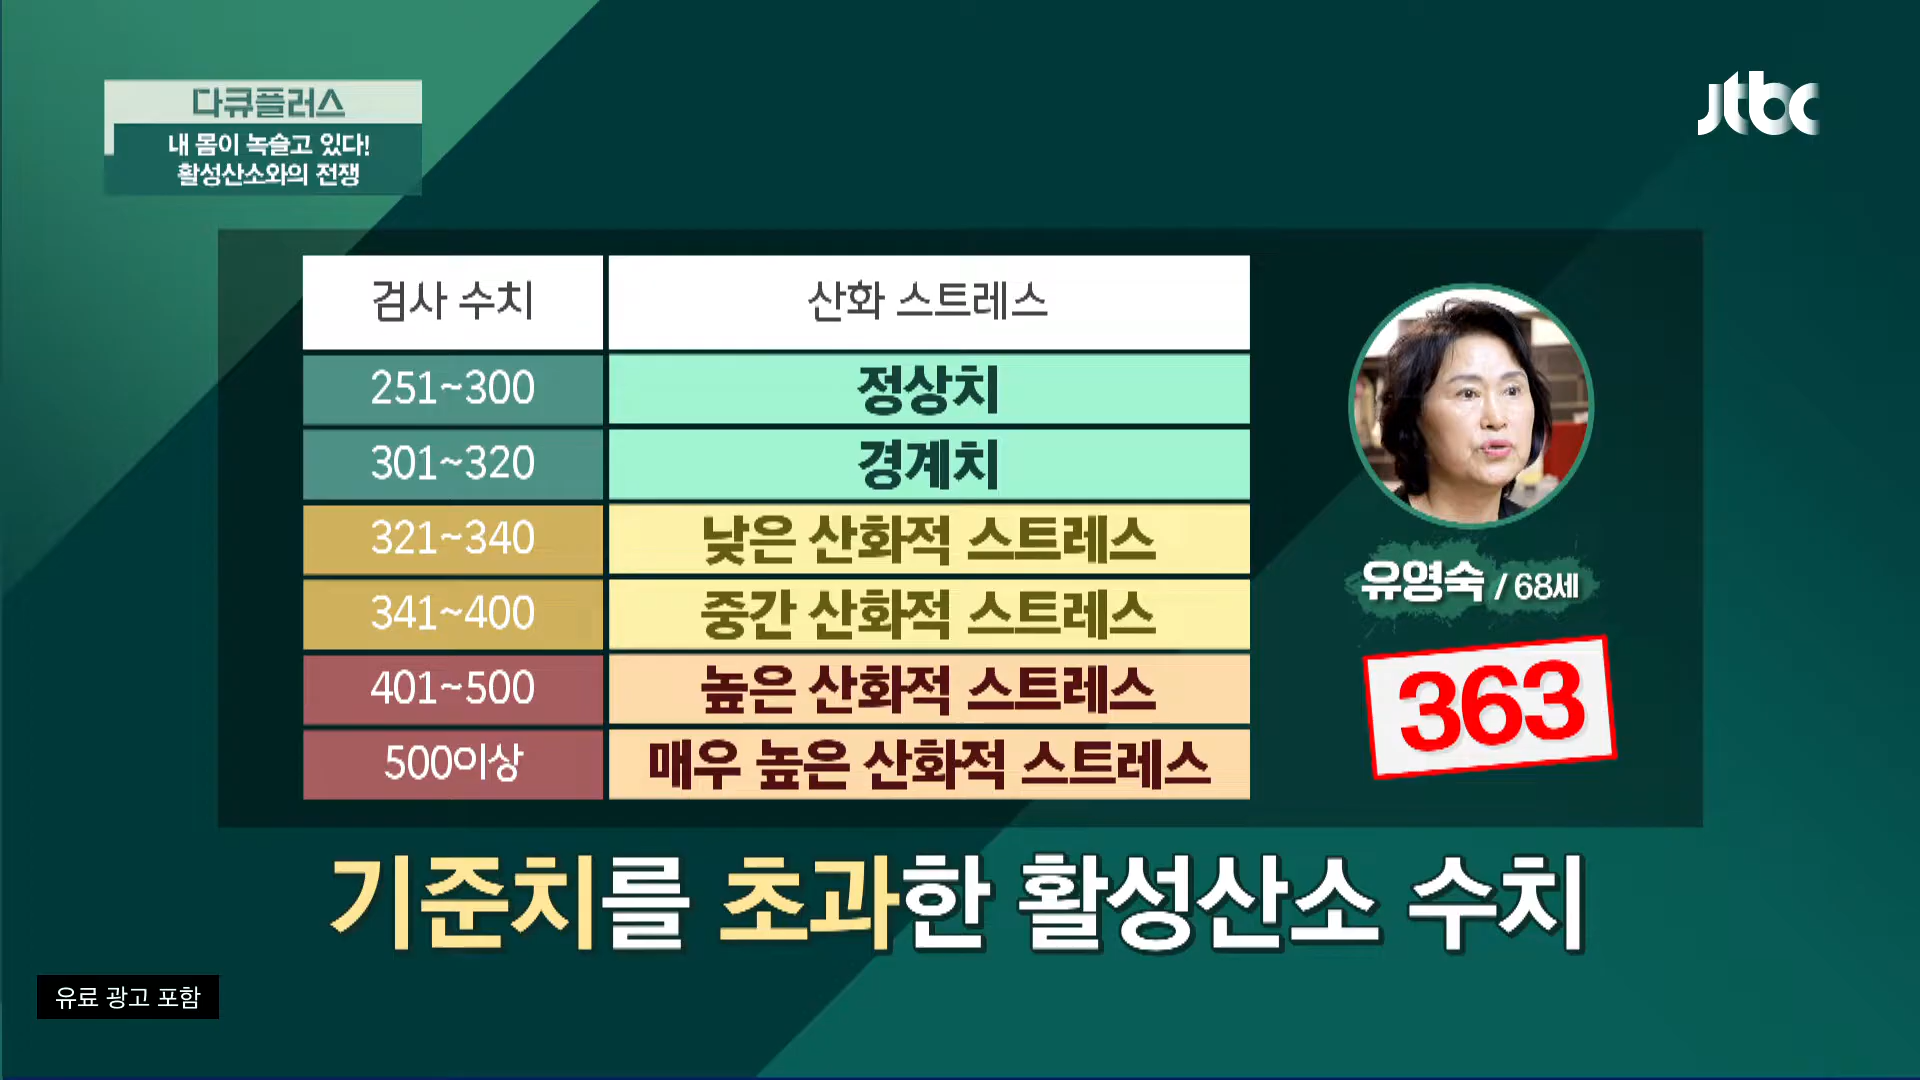 다큐플러스
내 몸이 녹슬고 있다!
활성산소와의 전쟁
jtbc
검사 수치 산화 스트레스
251~300 정상치
301~320 경계치
321~340 낮은 산화적 스트레스
341~400 중간 산화적 스트레스
401~500 높은 산화적 스트레스
500이상 매우 높은 산화적 스트레스
유영숙 / 68세
363
기준치를 초과한 활성산소 수치
유료 광고 포함